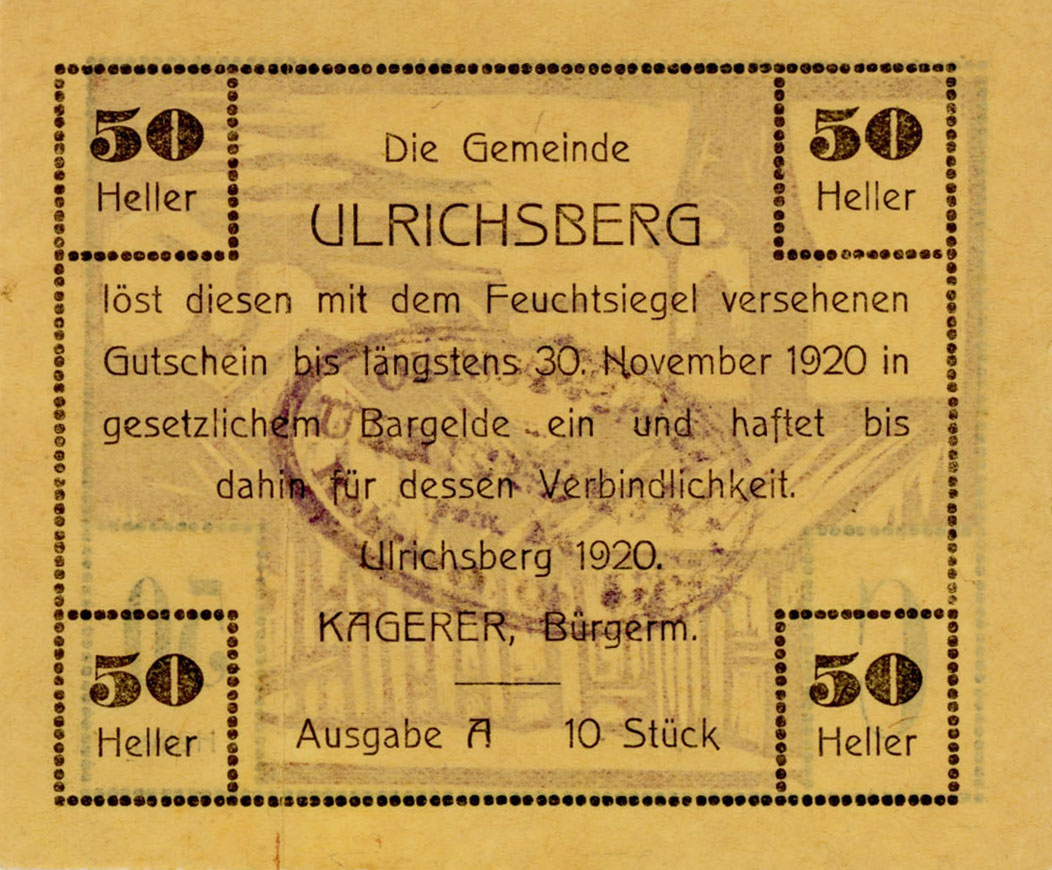 50 Heller
50 Heller
Die Gemeinde
ULRICHSBERG
löst diesen mit dem Feuchtsiegel versehenen
Gutschein bis längstens 30. November 1920 in
gesetzlichem Bargelde ein und haftet bis
dahin für dessen Verbindlichkeit.
Ulrichsberg 1920.
KAGERER, Bürgerm.
Ausgabe A 10 Stück
50 Heller
50 Heller